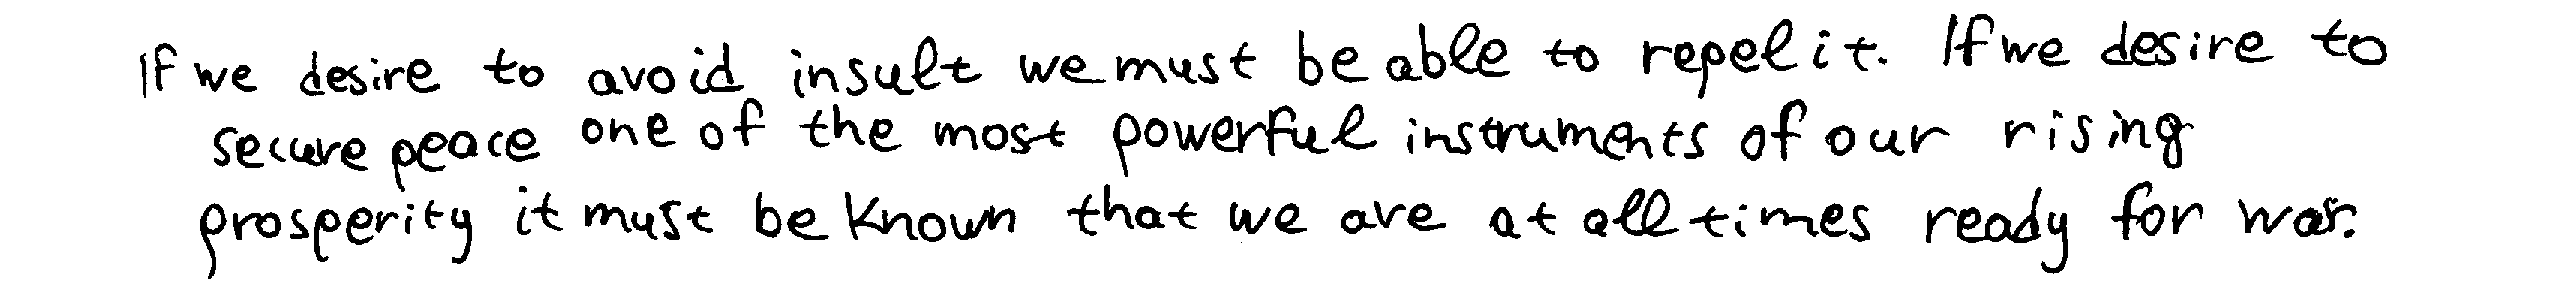 If we desire to avoid insult we must be able to repel it. If we desire to
secure peace one of the most powerful instruments of our rising
prosperity it must be known that we are at all times ready for war.